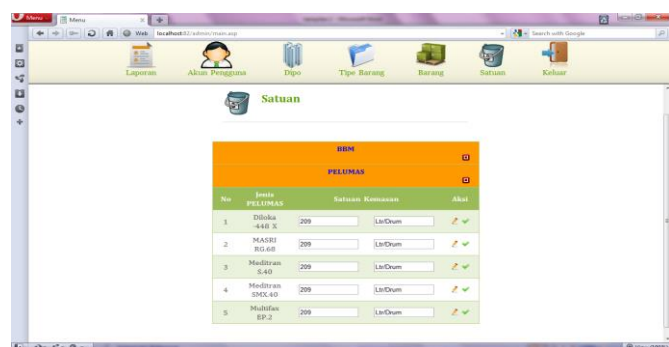 Menu
Menu
Web localhost:82/admin/main.asp
Search with Google
Laporan Akun Pengguna Dipo Tipe Barang Barang Satuan Keluar
Satuan
BBM
PELUMAS
No Jenis PELUMAS Satuan Kemasan Aksi
1 Diloka -448 X 209 Ltr/Drum
2 MASRI RG.68 209 Ltr/Drum
3 Meditran S.40 209 Ltr/Drum
4 Meditran SMX.40 209 Ltr/Drum
5 Multifas EP.2 209 Ltr/Drum